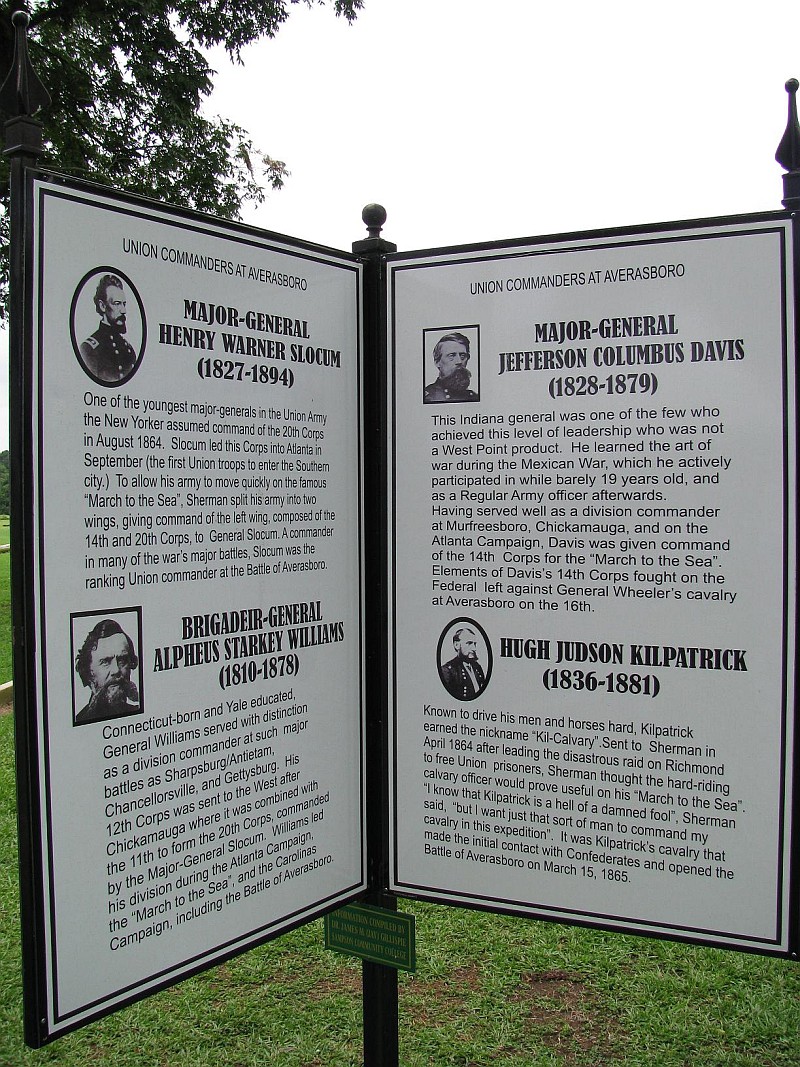 UNION COMMANDERS AT AVERASBORO
MAJOR-GENERAL
HENRY WARNER SLOCUM
(1827-1894)
One of the youngest major-generals in the Union Army
the New Yorker assumed command of the 20th Corps
in August 1864. Slocum led this Corps into Atlanta in
September (the first Union troops to enter the Southern
city.) To allow his army to move quickly on the famous
“March to the Sea”, Sherman split his army into two
wings, giving command of the left wing, composed of the
14th and 20th Corps, to General Slocum. A commander
in many of the war's major battles, Slocum was the
ranking Union commander at the Battle of Averasboro.
BRIGADEIR-GENERAL
ALPHEUS STARKEY WILLIAMS
(1810-1878)
Connecticut-born and Yale educated,
General Williams served with distinction
as a division commander at such major
battles as Sharpsburg/Antietam,
Chancellorsville, and Gettysburg. His
12th Corps was sent to the West after
Chickamauga where it was combined with
the 11th to form the 20th Corps, commanded
by the Major-General Slocum. Williams led
his division during the Atlanta Campaign,
the “March to the Sea”, and the Carolinas
Campaign, including the Battle of Averasboro.
UNION COMMANDERS AT AVERASBORO
MAJOR-GENERAL
JEFFERSON COLUMBUS DAVIS
(1828-1879)
This Indiana general was one of the few who
achieved this level of leadership who was not
a West Point product. He learned the art of
war during the Mexican War, which he actively
participated in while barely 19 years old, and
as a Regular Army officer afterwards.
Having served well as a division commander
at Murfreesboro, Chickamauga, and on the
Atlanta Campaign, Davis was given command
of the 14th Corps for the “March to the Sea”.
Elements of Davis's 14th Corps fought on the
Federal left against General Wheeler's cavalry
at Averasboro on the 16th.
HUGH JUDSON KILPATRICK
(1836-1881)
Known to drive his men and horses hard, Kilpatrick
earned the nickname “Kil-Calvary”.Sent to Sherman in
April 1864 after leading the disastrous raid on Richmond
to free Union prisoners, Sherman thought the hard-riding
calvary officer would prove useful on his “March to the Sea”.
“I know that Kilpatrick is a hell of a damned fool”, Sherman
said, “but I want just that sort of man to command my
cavalry in this expedition”. It was Kilpatrick's cavalry that
made the initial contact with Confederates and opened the
Battle of Averasboro on March 15, 1865.
INFORMATION COMPILED BY
DR. JAMES M. (JAY) GILLISPIE
SAMPSON COMMUNITY COLLEGE